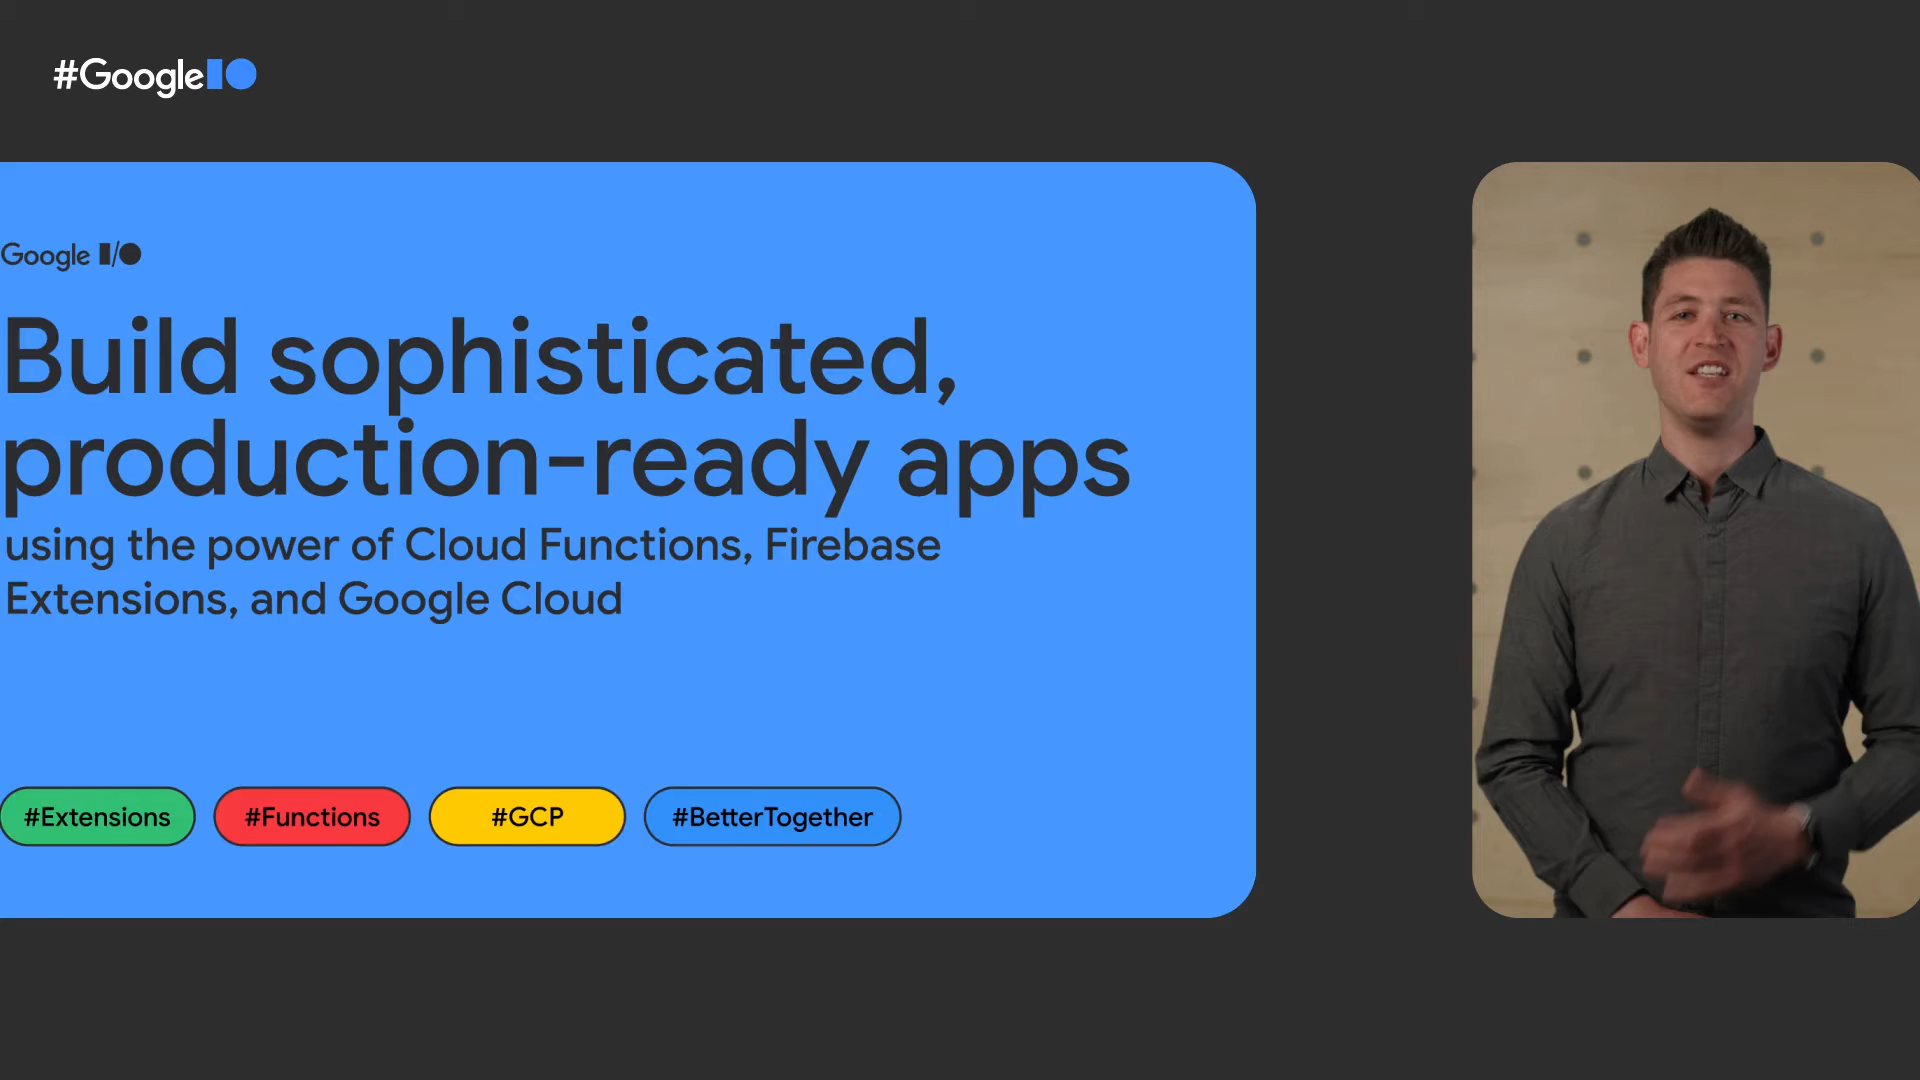 #GoogleIO
Google I/O
Build sophisticated,
production-ready apps
using the power of Cloud Functions, Firebase
Extensions, and Google Cloud
#Extensions
#Functions
#GCP
#BetterTogether